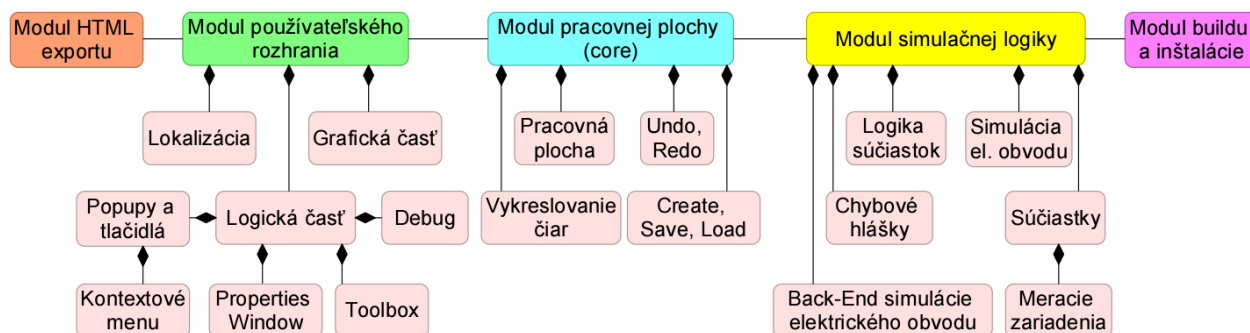 Modul HTML
exportu
Modul používateľského
rozhrania
Modul pracovnej plochy
(core)
Modul simulačnej logiky
Modul buildu
a inštalácie
Lokalizácia
Grafická časť
Pracovná
plocha
Undo,
Redo
Logika
súčiastok
Simulácia
el. obvodu
Popupy a
tlačidlá
Logická časť
Debug
Vykreslovanie
čiar
Create,
Save, Load
Chybové
hlášky
Súčiastky
Kontextové
menu
Properties
Window
Toolbox
Back-End simulácie
elektrického obvodu
Meracie
zariadenia